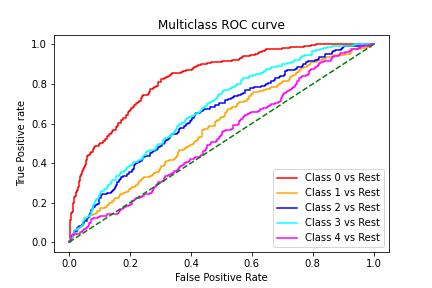 Multiclass ROC curve
True Positive rate
1.0
0.8
0.6
0.4
0.2
0.0
Class 0 vs Rest
Class 1 vs Rest
Class 2 vs Rest
Class 3 vs Rest
Class 4 vs Rest
0.0 0.2 0.4 0.6 0.8 1.0
False Positive Rate